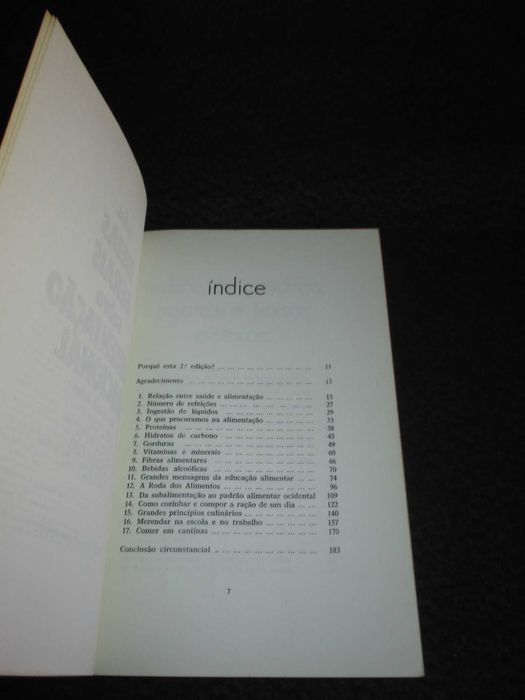 índice
Porquê esta 2.ª edição? ... ... ... ... ... ... ... ... ... 11
Agradecimento ... ... ... ... ... ... ... ... ... ... ... 13
1. Relação entre saúde e alimentação ... ... ... ... 15
2. Número de refeições ... ... ... ... ... ... ... ... 27
3. Ingestão de líquidos ... ... ... ... ... ... ... ... 29
4. O que procuramos na alimentação ... ... ... ... 33
5. Proteínas ... ... ... ... ... ... ... ... ... ... ... 38
6. Hidratos de carbono ... ... ... ... ... ... ... ... 45
7. Gorduras ... ... ... ... ... ... ... ... ... ... ... 49
8. Vitaminas e minerais ... ... ... ... ... ... ... ... 60
9. Fibras alimentares ... ... ... ... ... ... ... ... ... 66
10. Bebidas alcoólicas ... ... ... ... ... ... ... ... ... 70
11. Grandes mensagens da educação alimentar ... ... 74
12. A Roda dos Alimentos ... ... ... ... ... ... ... ... 96
13. Da subalimentação ao padrão alimentar ocidental 109
14. Como cozinhar e compor a ração de um dia ... ... 122
15. Grandes princípios culinários ... ... ... ... ... ... 140
16. Merendar na escola e no trabalho ... ... ... ... 157
17. Comer em cantinas ... ... ... ... ... ... ... ... 170
Conclusão circunstancial ... ... ... ... ... ... ... ... 183
7